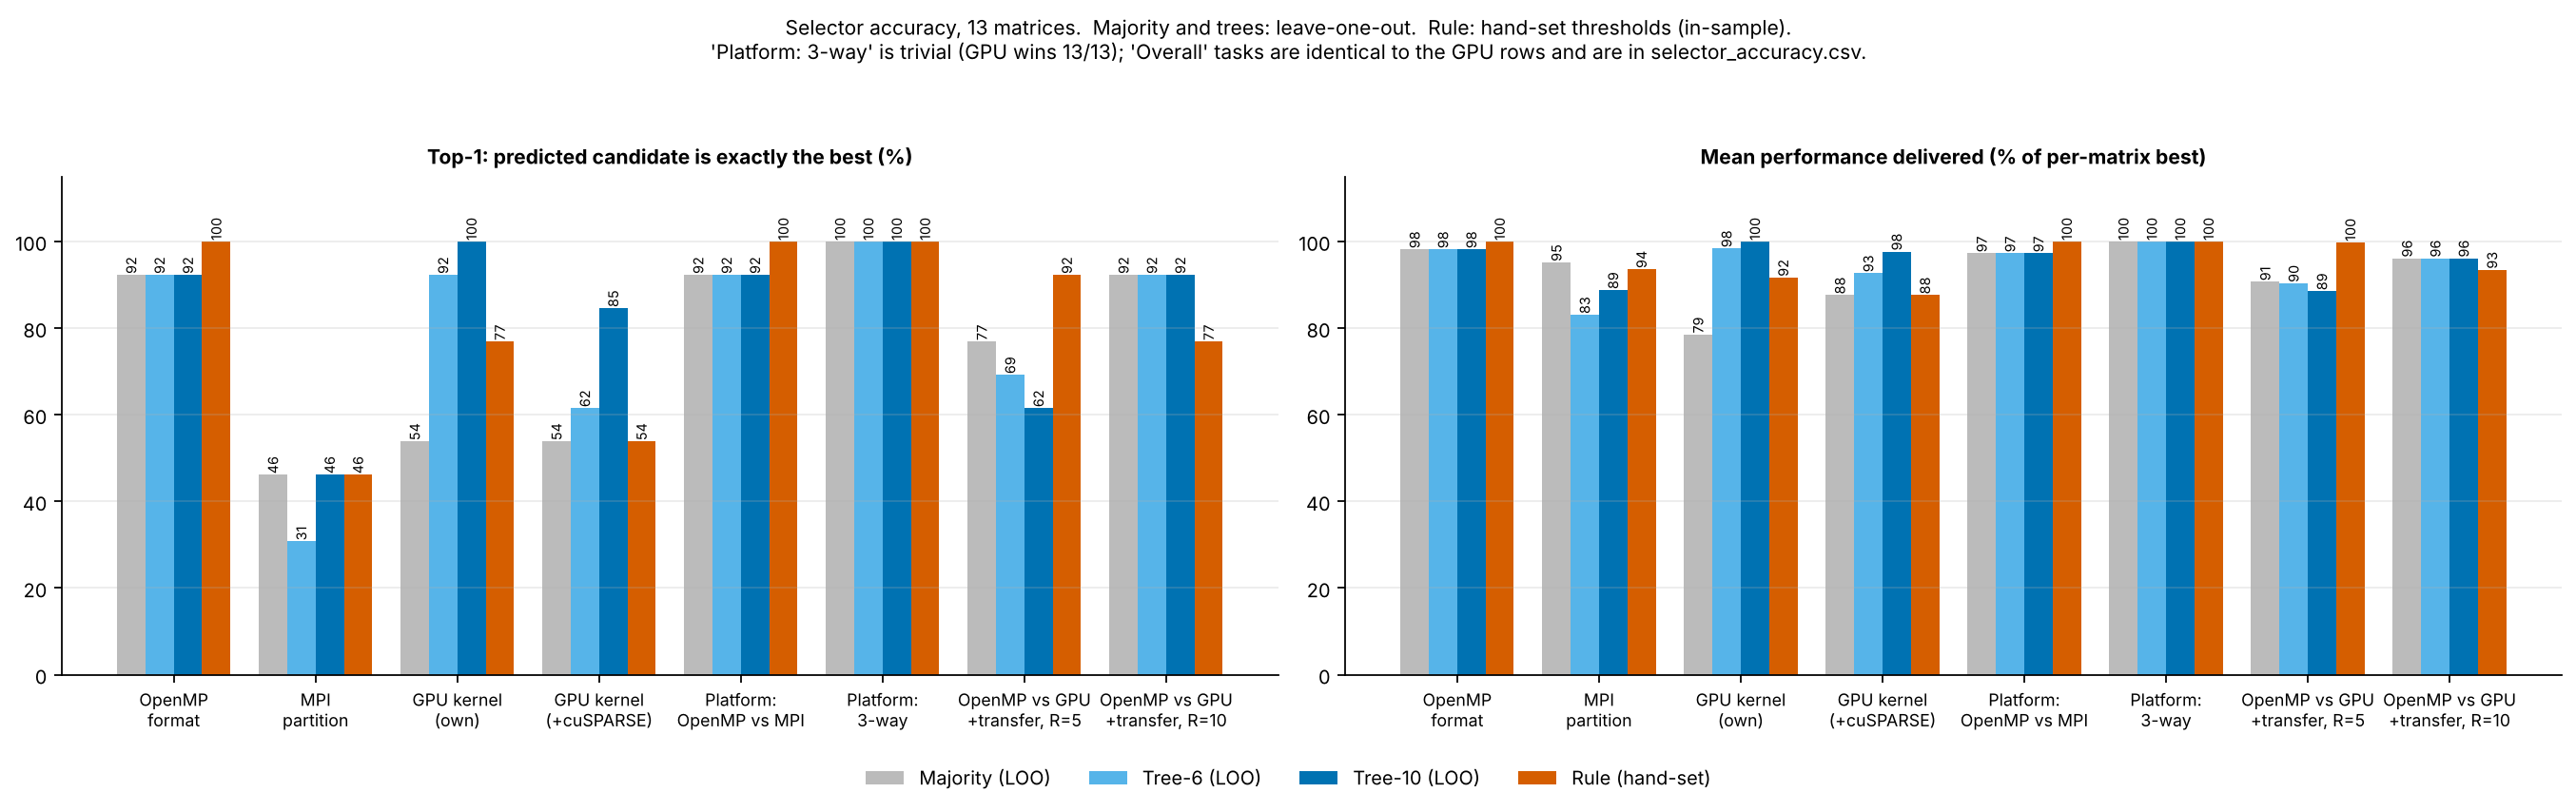 Selector accuracy, 13 matrices.  Majority and trees: leave-one-out.  Rule: hand-set thresholds (in-sample).
'Platform: 3-way' is trivial (GPU wins 13/13); 'Overall' tasks are identical to the GPU rows and are in selector_accuracy.csv.
Top-1: predicted candidate is exactly the best (%)
100
80
60
40
20
0
92 92 92 100
46 31 46 46
54 92 100 77
54 62 85 54
92 92 92 100
100 100 100 100
77 69 62 92
92 92 92 77
OpenMP
format
MPI
partition
GPU kernel
(own)
GPU kernel
(+cuSPARSE)
Platform:
OpenMP vs MPI
Platform:
3-way
OpenMP vs GPU
+transfer, R=5
OpenMP vs GPU
+transfer, R=10
Mean performance delivered (% of per-matrix best)
100
80
60
40
20
0
98 98 98 100
95 83 89 94
79 98 100 92
88 93 98 88
97 97 97 100
100 100 100 100
91 90 89 100
96 96 96 93
OpenMP
format
MPI
partition
GPU kernel
(own)
GPU kernel
(+cuSPARSE)
Platform:
OpenMP vs MPI
Platform:
3-way
OpenMP vs GPU
+transfer, R=5
OpenMP vs GPU
+transfer, R=10
Majority (LOO)
Tree-6 (LOO)
Tree-10 (LOO)
Rule (hand-set)